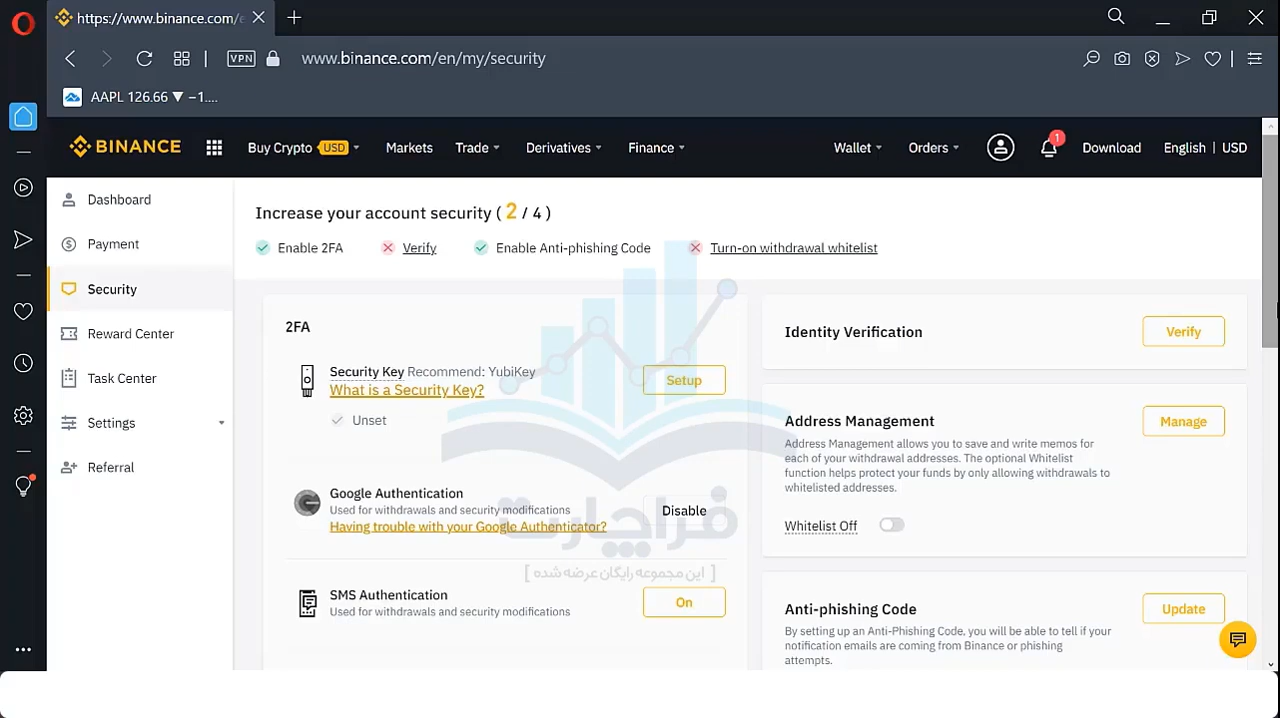 https://www.binance.com/e
VPN
www.binance.com/en/my/security
AAPL 126.66 ▼ −1....
BINANCE
Buy Crypto USD
Markets
Trade
Derivatives
Finance
Wallet
Orders
1
Download
English | USD
Dashboard
Payment
Security
Reward Center
Task Center
Settings
Referral
Increase your account security ( 2 / 4 )
Enable 2FA
Verify
Enable Anti-phishing Code
Turn-on withdrawal whitelist
2FA
Security Key Recommend: YubiKey
What is a Security Key?
Setup
Unset
Google Authentication
Used for withdrawals and security modifications
Having trouble with your Google Authenticator?
Disable
SMS Authentication
Used for withdrawals and security modifications
On
Identity Verification
Verify
Address Management
Manage
Address Management allows you to save and write memos for
each of your withdrawal addresses. The optional Whitelist
function helps protect your funds by only allowing withdrawals to
whitelisted addresses.
Whitelist Off
Anti-phishing Code
Update
By setting up an Anti-Phishing Code, you will be able to tell if your
notification emails are coming from Binance or phishing
attempts.
فراچارت
[ این مجموعه رایگان عرضه شده ]